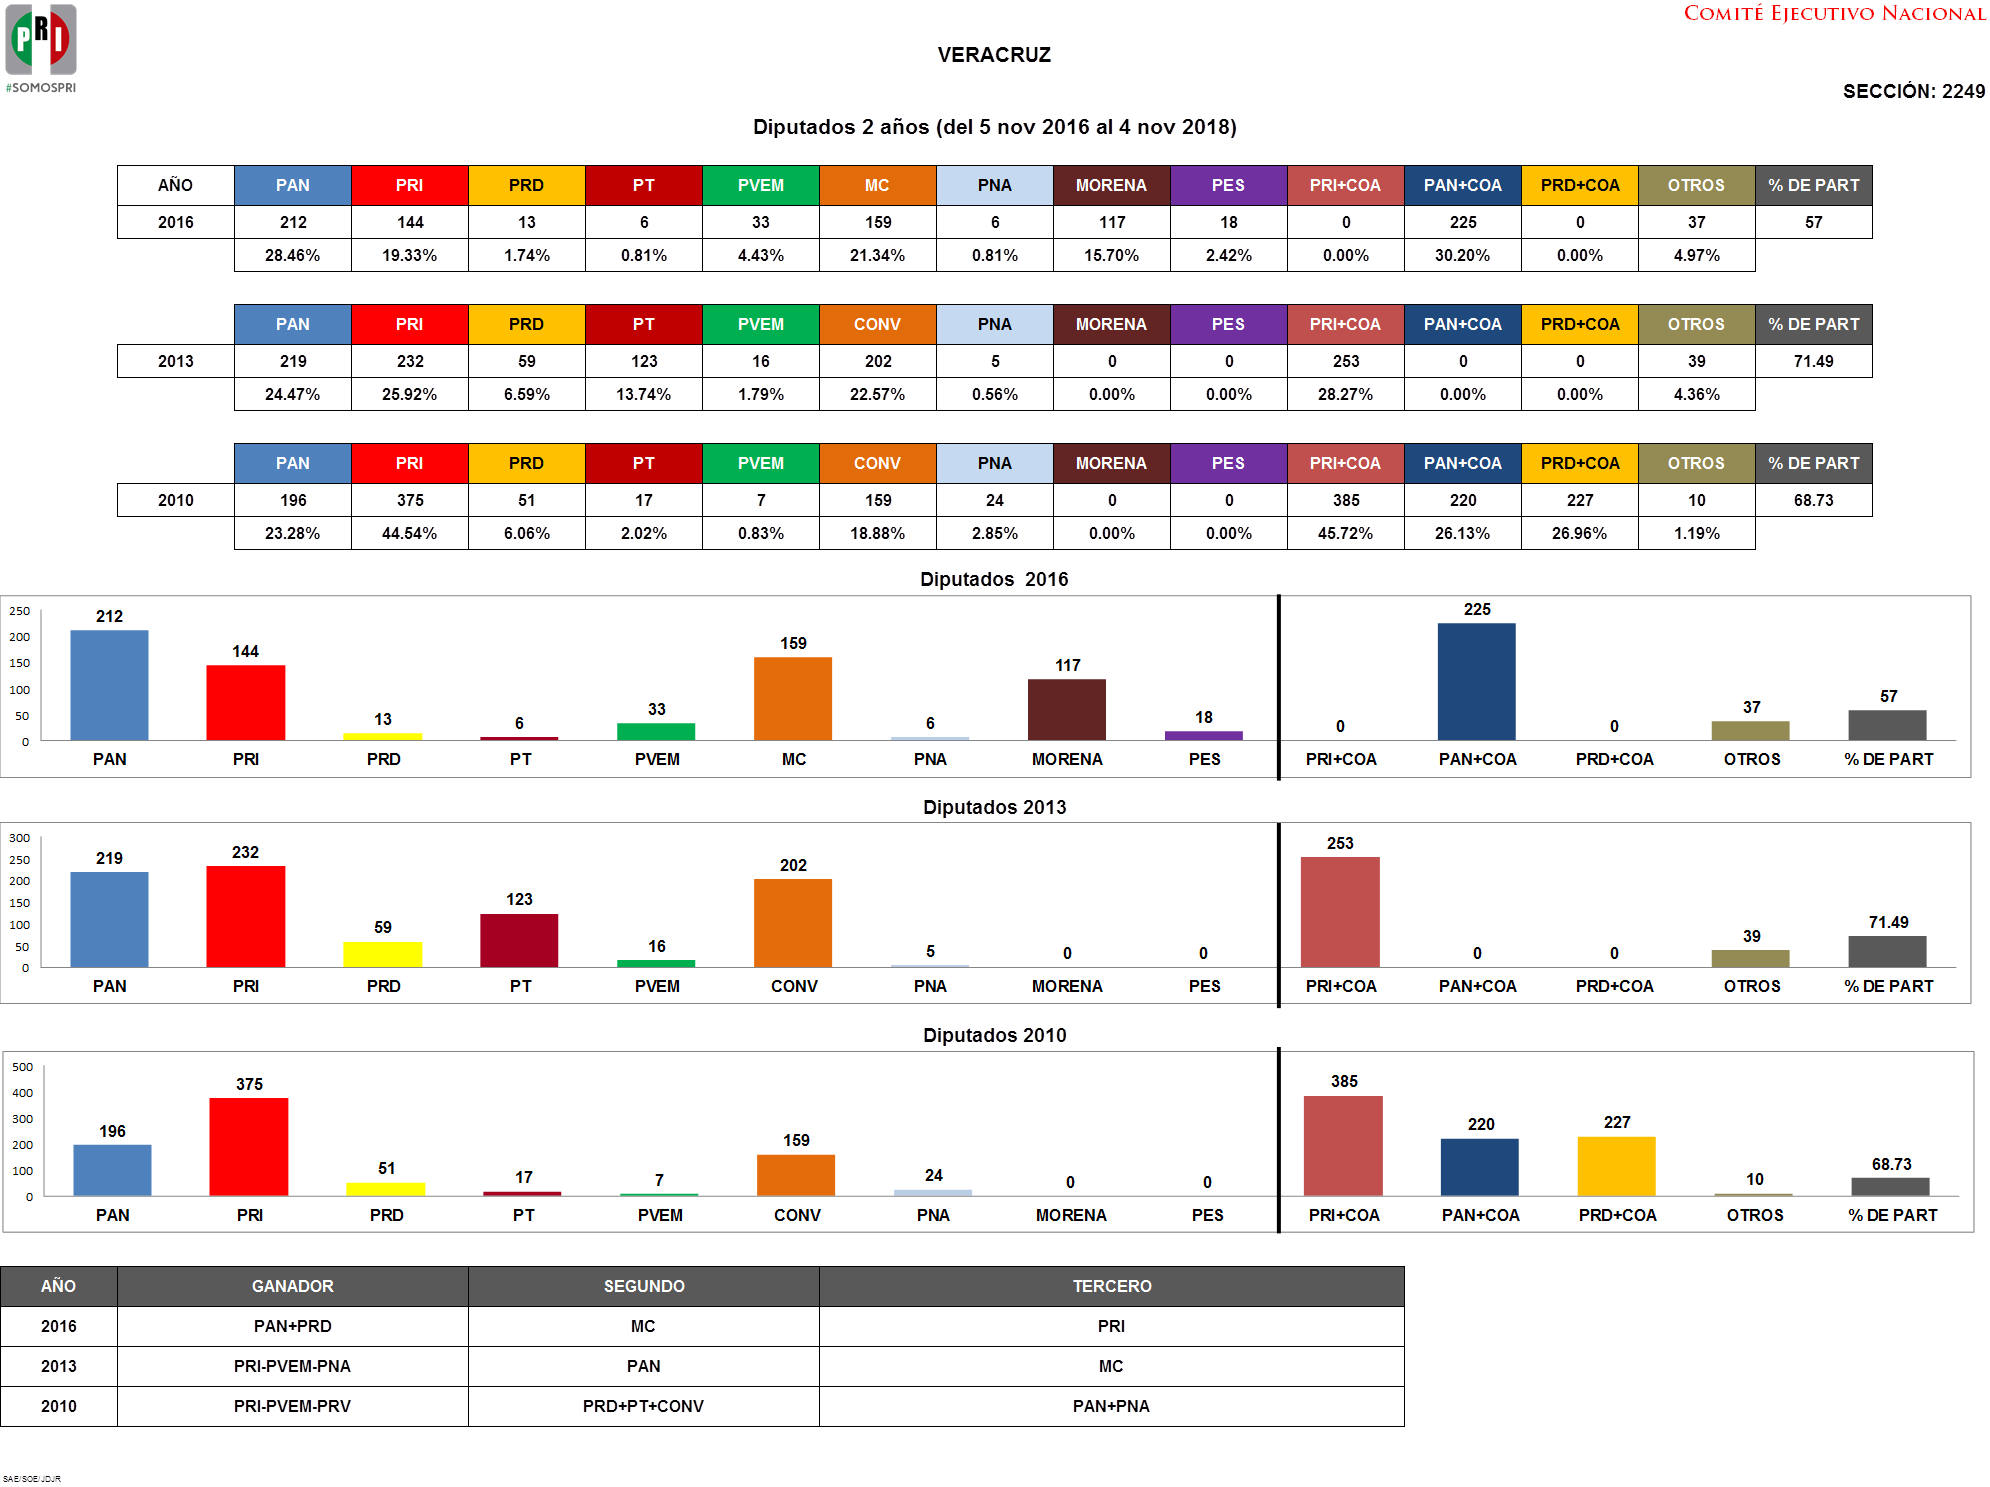 PRI
#SOMOSPRI
COMITÉ EJECUTIVO NACIONAL
VERACRUZ
SECCIÓN: 2249
Diputados 2 años (del 5 nov 2016 al 4 nov 2018)
AÑO PAN PRI PRD PT PVEM MC PNA MORENA PES PRI+COA PAN+COA PRD+COA OTROS % DE PART
2016 212 144 13 6 33 159 6 117 18 0 225 0 37 57
28.46% 19.33% 1.74% 0.81% 4.43% 21.34% 0.81% 15.70% 2.42% 0.00% 30.20% 0.00% 4.97%
PAN PRI PRD PT PVEM CONV PNA MORENA PES PRI+COA PAN+COA PRD+COA OTROS % DE PART
2013 219 232 59 123 16 202 5 0 0 253 0 0 39 71.49
24.47% 25.92% 6.59% 13.74% 1.79% 22.57% 0.56% 0.00% 0.00% 28.27% 0.00% 0.00% 4.36%
PAN PRI PRD PT PVEM CONV PNA MORENA PES PRI+COA PAN+COA PRD+COA OTROS % DE PART
2010 196 375 51 17 7 159 24 0 0 385 220 227 10 68.73
23.28% 44.54% 6.06% 2.02% 0.83% 18.88% 2.85% 0.00% 0.00% 45.72% 26.13% 26.96% 1.19%
Diputados 2016
250
200
150
100
50
0
212 144 13 6 33 159 6 117 18 0 225 0 37 57
PAN PRI PRD PT PVEM MC PNA MORENA PES PRI+COA PAN+COA PRD+COA OTROS % DE PART
Diputados 2013
300
250
200
150
100
50
0
219 232 59 123 16 202 5 0 0 253 0 0 39 71.49
PAN PRI PRD PT PVEM CONV PNA MORENA PES PRI+COA PAN+COA PRD+COA OTROS % DE PART
Diputados 2010
500
400
300
200
100
0
196 375 51 17 7 159 24 0 0 385 220 227 10 68.73
PAN PRI PRD PT PVEM CONV PNA MORENA PES PRI+COA PAN+COA PRD+COA OTROS % DE PART
AÑO GANADOR SEGUNDO TERCERO
2016 PAN+PRD MC PRI
2013 PRI-PVEM-PNA PAN MC
2010 PRI-PVEM-PRV PRD+PT+CONV PAN+PNA
SAE/SOE/JDJR